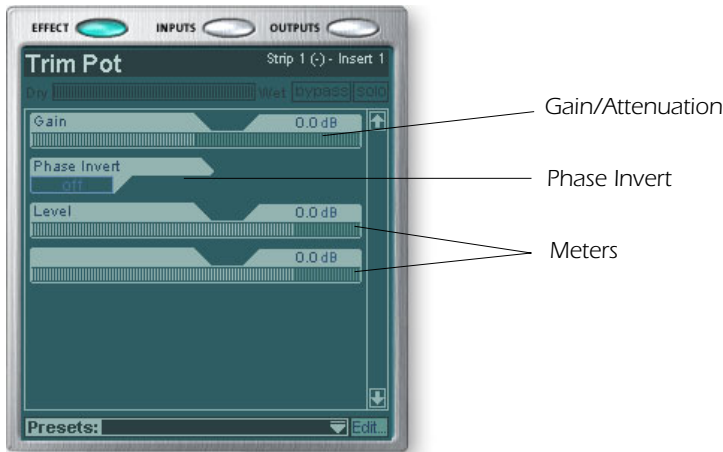 EFFECT INPUTS OUTPUTS
Trim Pot Strip 1 (-) - Insert 1
Dry Wet bypass solo
Gain 0.0 dB
Gain/Attenuation
Phase Invert
off
Phase Invert
Level 0.0 dB
Meters
0.0 dB
Presets: Edit...